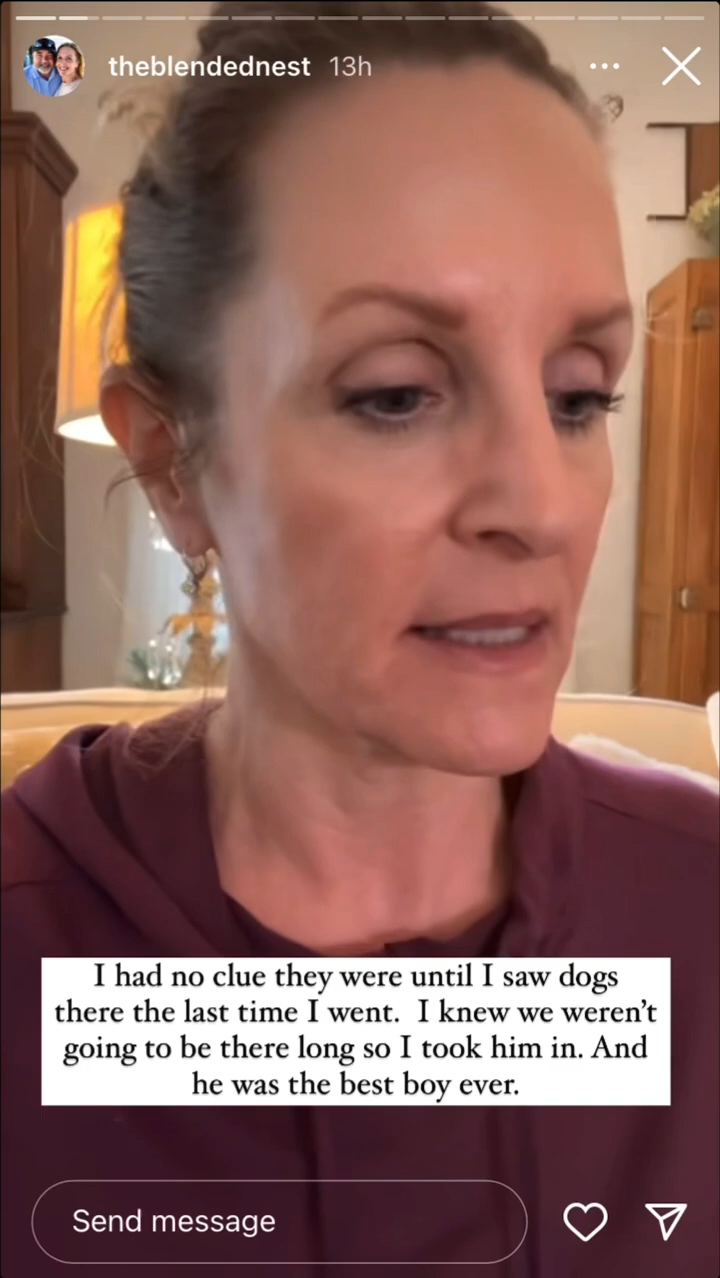 theblendednest 13h
I had no clue they were until I saw dogs
there the last time I went.  I knew we weren’t
going to be there long so I took him in. And
he was the best boy ever.
Send message